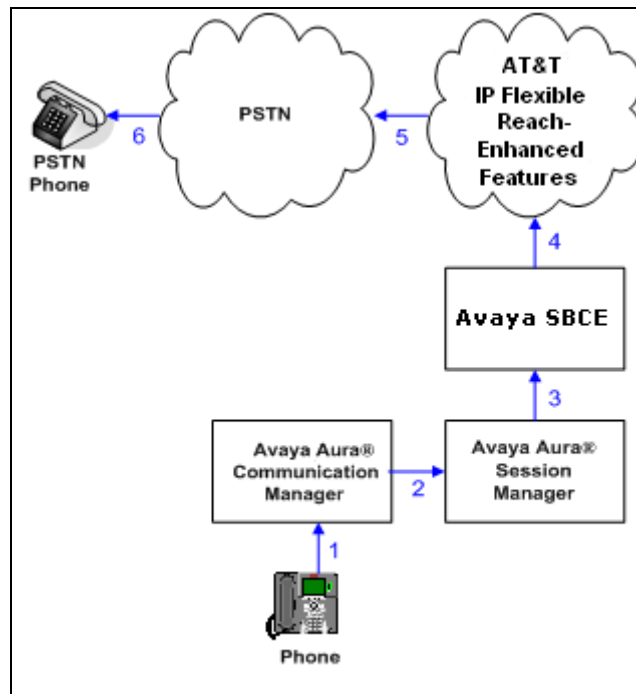 AT&T
IP Flexible
Reach-
Enhanced
Features
PSTN
6
5
PSTN
Phone
4
Avaya SBCE
3
Avaya Aura®
Communication
Manager
2
Avaya Aura®
Session
Manager
1
Phone